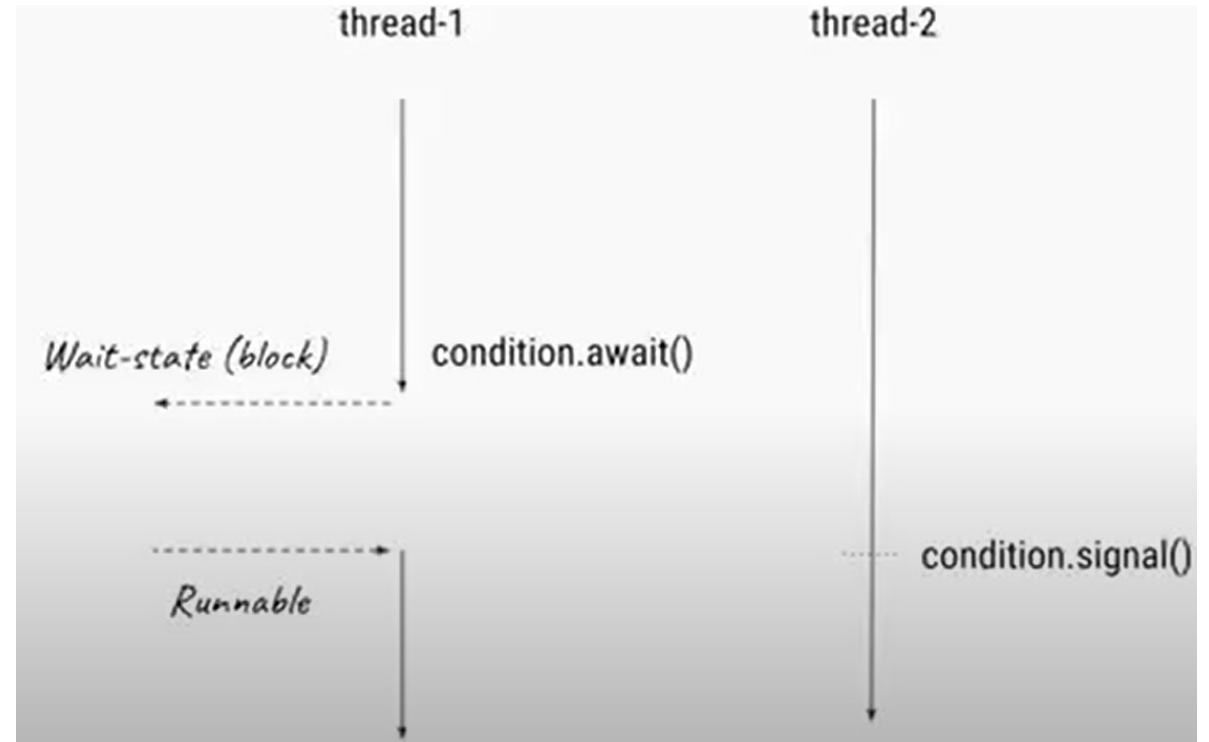 thread-1
thread-2
Wait-state (block)
condition.await()
condition.signal()
Runnable